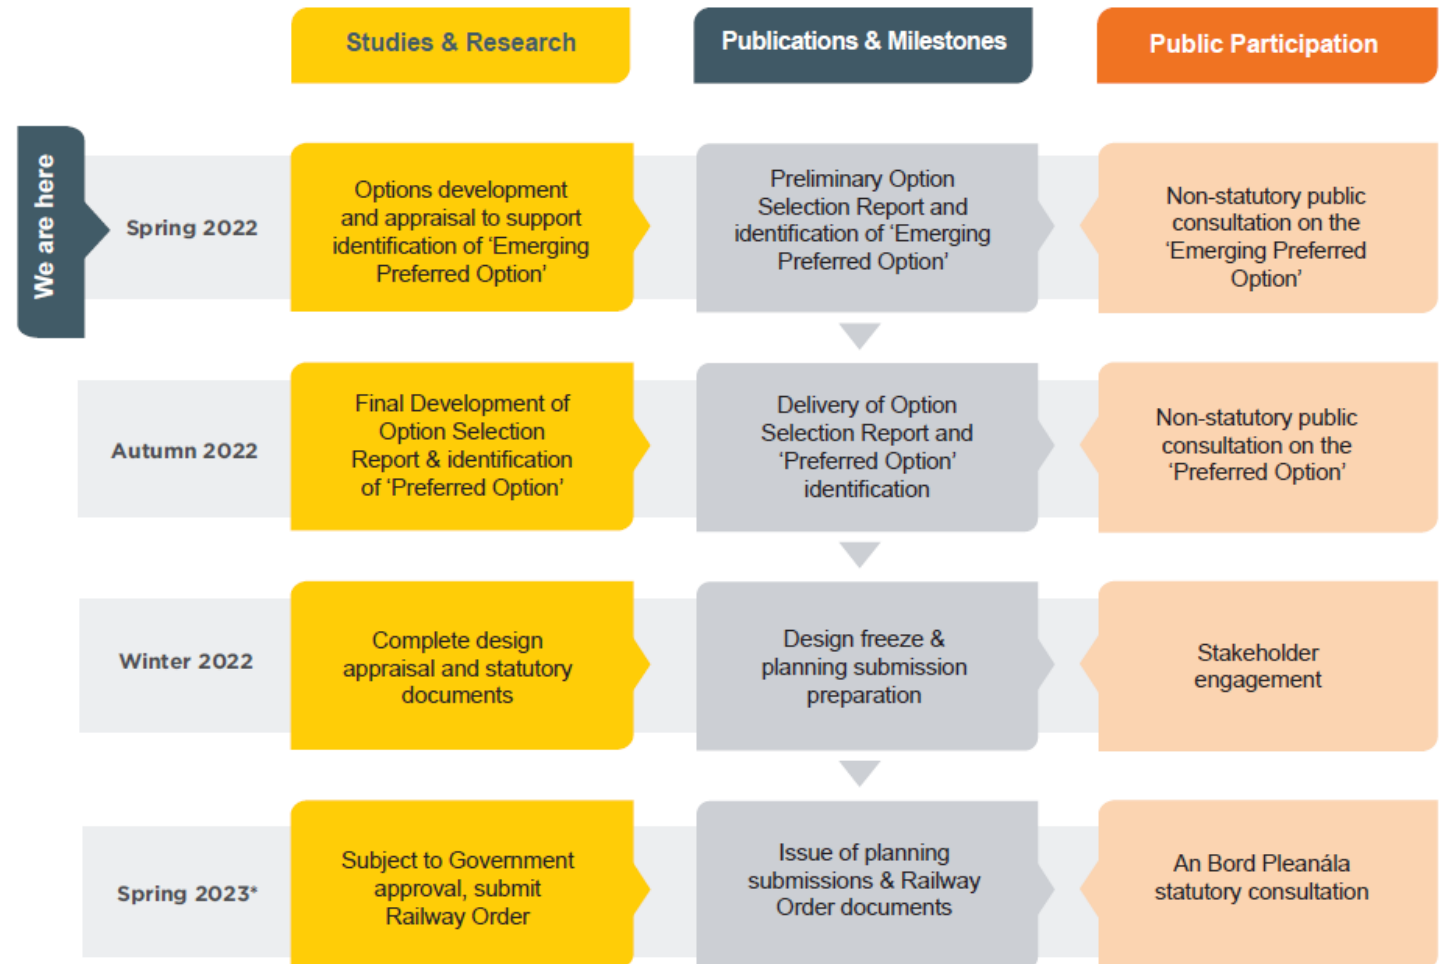 Studies & Research
Publications & Milestones
Public Participation
We are here
Spring 2022
Options development
and appraisal to support
identification of ‘Emerging
Preferred Option’
Preliminary Option
Selection Report and
identification of ‘Emerging
Preferred Option’
Non-statutory public
consultation on the
‘Emerging Preferred
Option’
Autumn 2022
Final Development of
Option Selection
Report & identification
of ‘Preferred Option’
Delivery of Option
Selection Report and
‘Preferred Option’
identification
Non-statutory public
consultation on the
‘Preferred Option’
Winter 2022
Complete design
appraisal and statutory
documents
Design freeze &
planning submission
preparation
Stakeholder
engagement
Spring 2023*
Subject to Government
approval, submit
Railway Order
Issue of planning
submissions & Railway
Order documents
An Bord Pleanála
statutory consultation